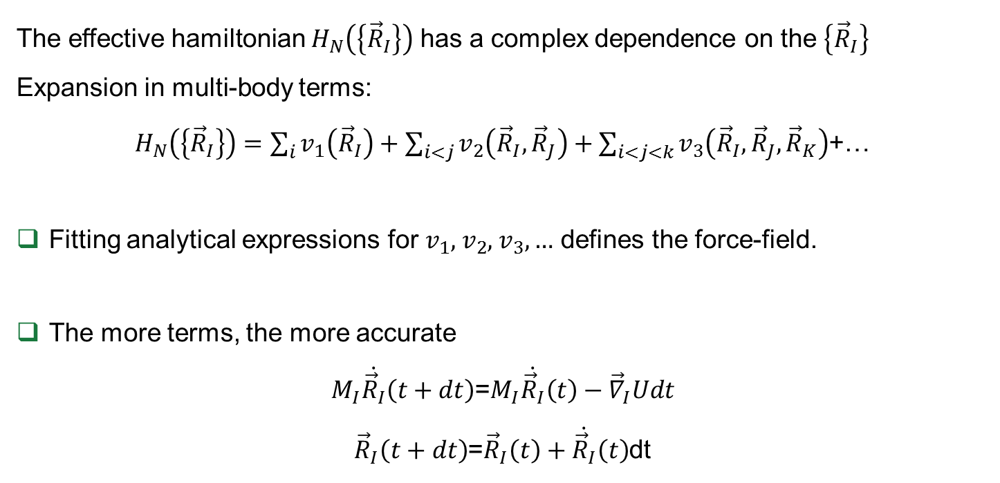 The effective hamiltonian $H_N(\{\vec{R}_I\})$ has a complex dependence on the $\{\vec{R}_I\}$
Expansion in multi-body terms:
$H_N(\{\vec{R}_I\}) = \sum_i v_1(\vec{R}_I) + \sum_{i<j} v_2(\vec{R}_I, \vec{R}_J) + \sum_{i<j<k} v_3(\vec{R}_I, \vec{R}_J, \vec{R}_K)$+…
❑ Fitting analytical expressions for $v_1, v_2, v_3, …$ defines the force-field.
❑ The more terms, the more accurate
$M_I\dot{\vec{R}}_I(t + dt)$=$M_I\dot{\vec{R}}_I(t) - \vec{\nabla}_I U dt$
$\vec{R}_I(t + dt)$=$\vec{R}_I(t) + \dot{\vec{R}}_I(t)$dt